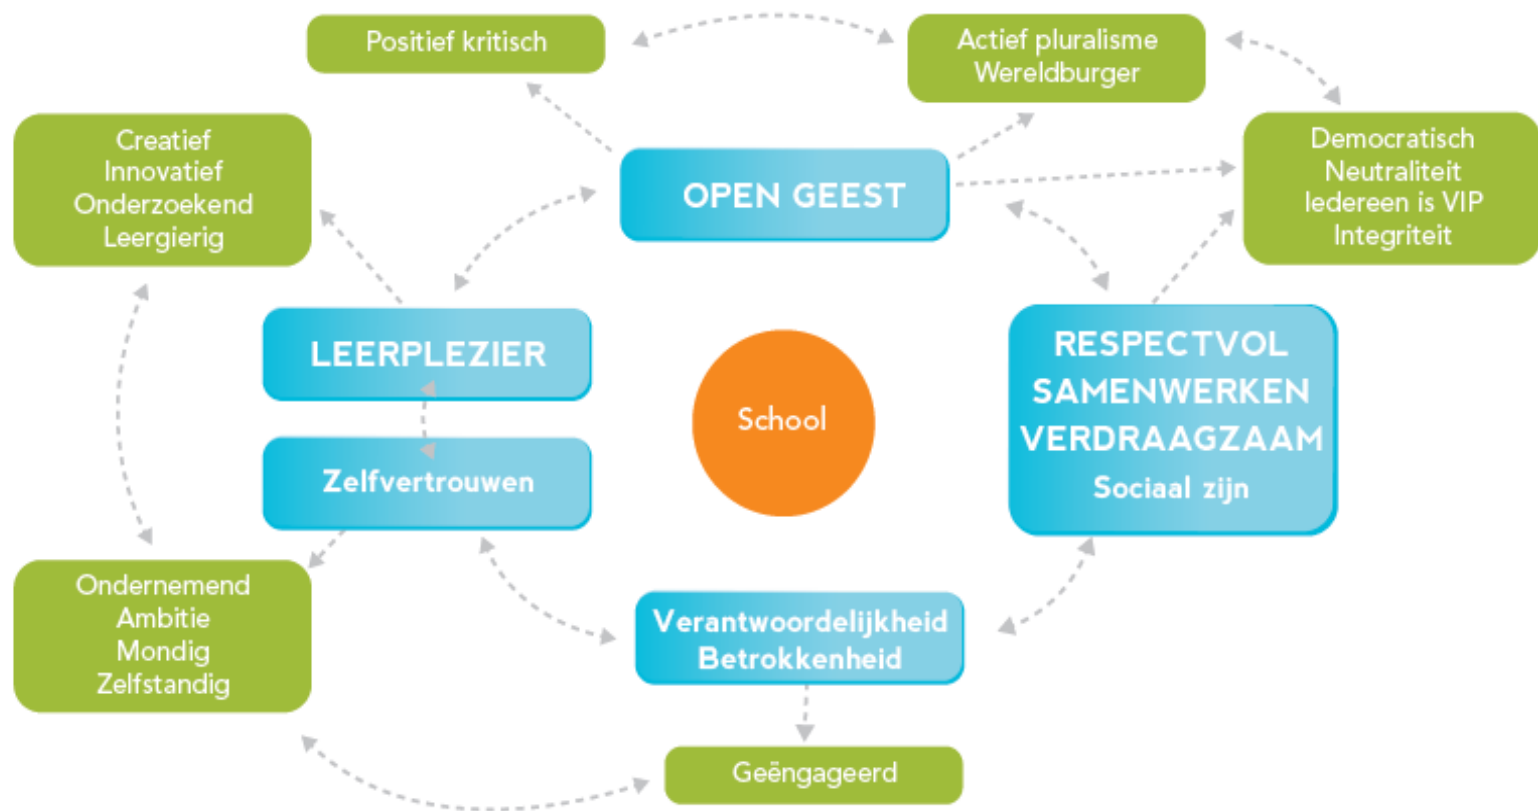 Positief kritisch
Actief pluralisme
Wereldburger
Creatief
Innovatief
Onderzoekend
Leergierig
Democratisch
Neutraliteit
Iedereen is VIP
Integriteit
OPEN GEEST
LEERPLEZIER
RESPECTVOL
SAMENWERKEN
VERDRAAGZAAM
Sociaal zijn
School
Zelfvertrouwen
Ondernemend
Ambitie
Mondig
Zelfstandig
Verantwoordelijkheid
Betrokkenheid
Geëngageerd